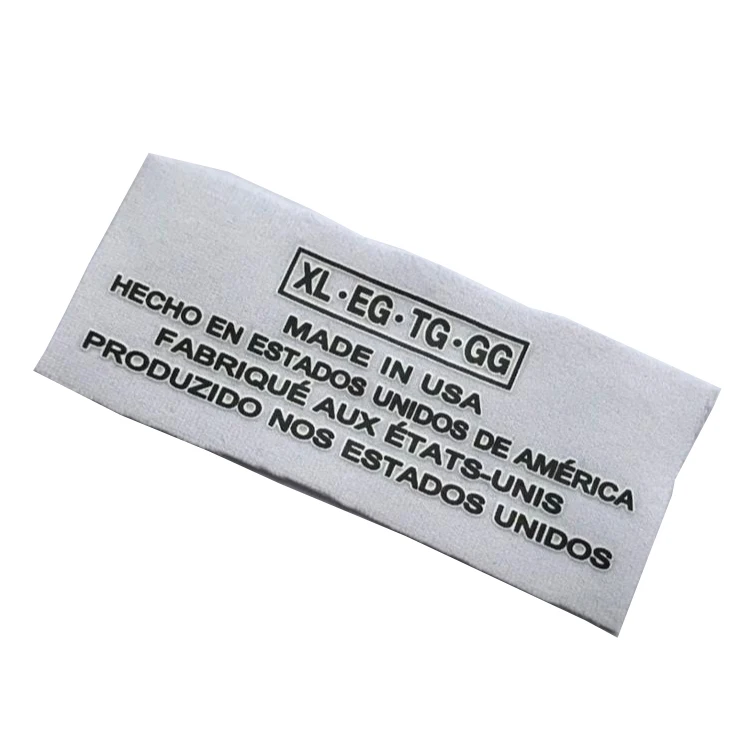 XL·EG·TG·GG
MADE IN USA
HECHO EN ESTADOS UNIDOS DE AMÉRICA
FABRIQUÉ AUX ÉTATS-UNIS
PRODUZIDO NOS ESTADOS UNIDOS